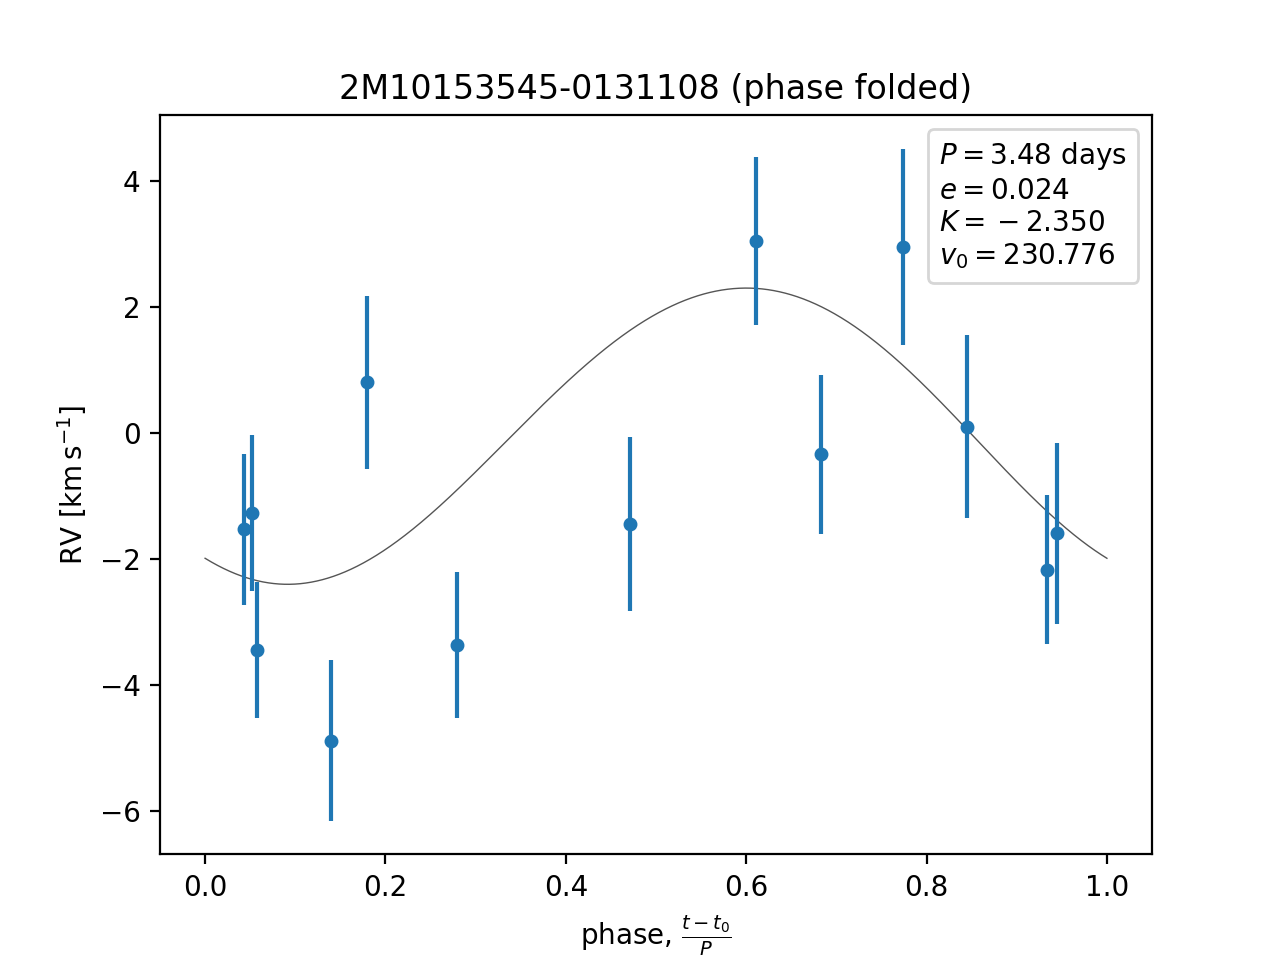 2M10153545-0131108 (phase folded)
P = 3.48 days
e = 0.024
K = −2.350
v₀ = 230.776
4
2
0
−2
−4
−6
RV [km s⁻¹]
0.0 0.2 0.4 0.6 0.8 1.0
phase, (t − t₀)/P